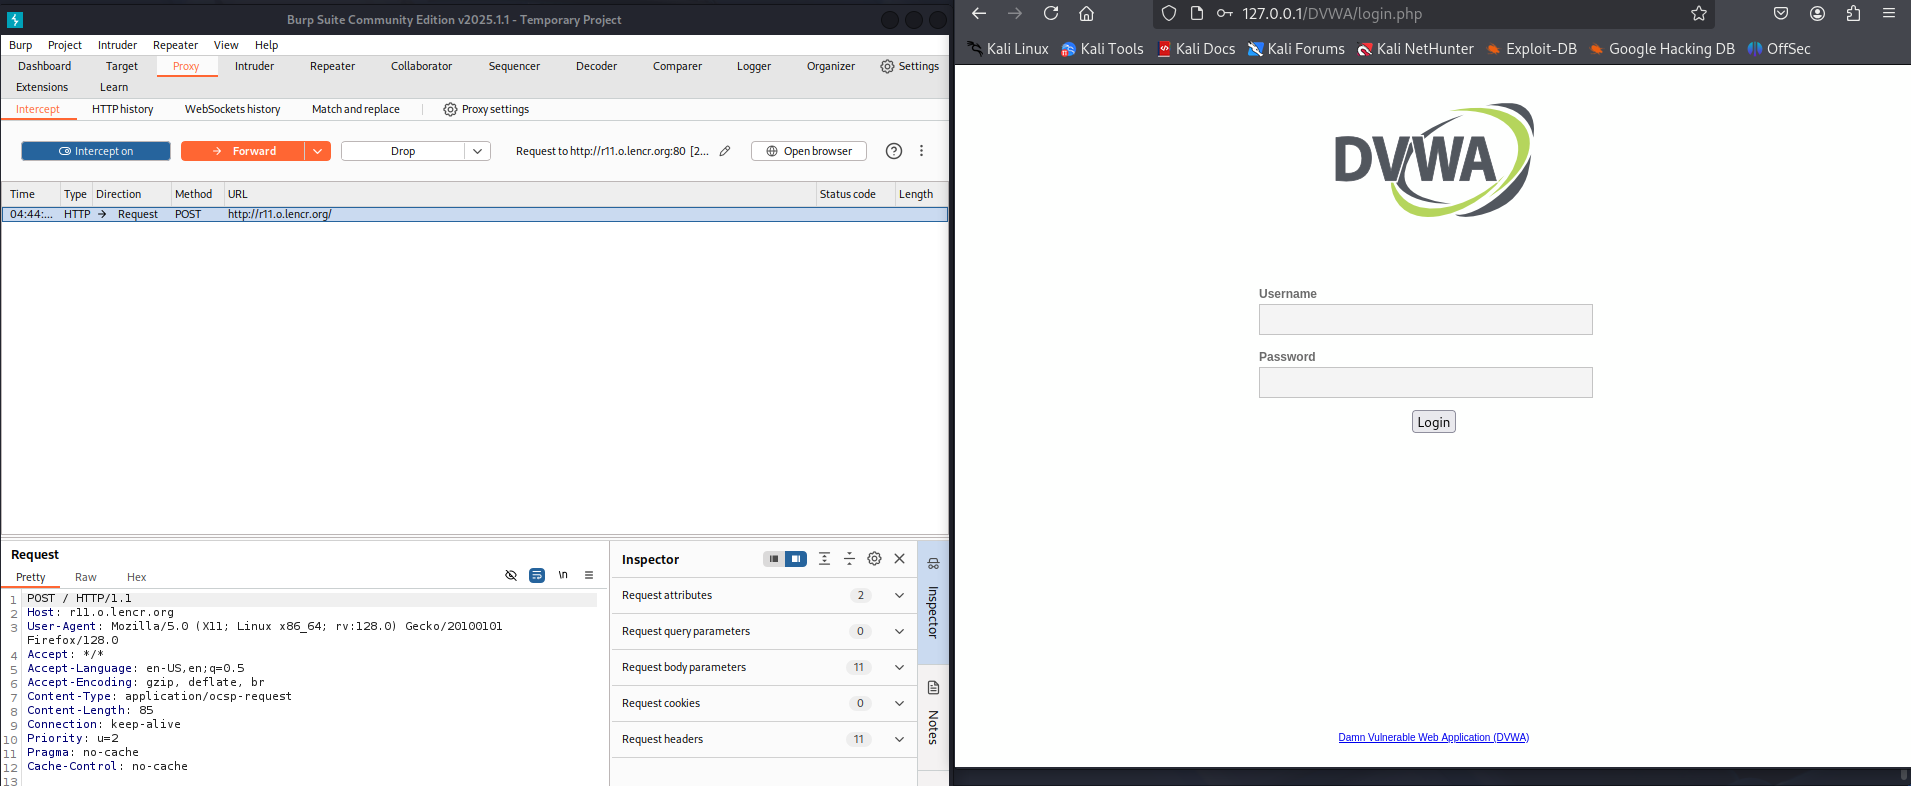 Burp Suite Community Edition v2025.1.1 - Temporary Project
Burp Project Intruder Repeater View Help
Dashboard Target Proxy Intruder Repeater Collaborator Sequencer Decoder Comparer Logger Organizer Settings
Extensions Learn
Intercept HTTP history WebSockets history Match and replace Proxy settings
Intercept on Forward Drop Request to http://r11.o.lencr.org:80 [2... Open browser
Time Type Direction Method URL Status code Length
04:44:... HTTP → Request POST http://r11.o.lencr.org/
Request
Pretty Raw Hex
\n
1 POST / HTTP/1.1
2 Host: r11.o.lencr.org
3 User-Agent: Mozilla/5.0 (X11; Linux x86_64; rv:128.0) Gecko/20100101
Firefox/128.0
4 Accept: */*
5 Accept-Language: en-US,en;q=0.5
6 Accept-Encoding: gzip, deflate, br
7 Content-Type: application/ocsp-request
8 Content-Length: 85
9 Connection: keep-alive
10 Priority: u=2
11 Pragma: no-cache
12 Cache-Control: no-cache
13
Inspector
Request attributes 2
Request query parameters 0
Request body parameters 11
Request cookies 0
Request headers 11
Inspector
Notes
127.0.0.1/DVWA/login.php
Kali Linux Kali Tools Kali Docs Kali Forums Kali NetHunter Exploit-DB Google Hacking DB OffSec
DVWA
Username
Password
Login
Damn Vulnerable Web Application (DVWA)